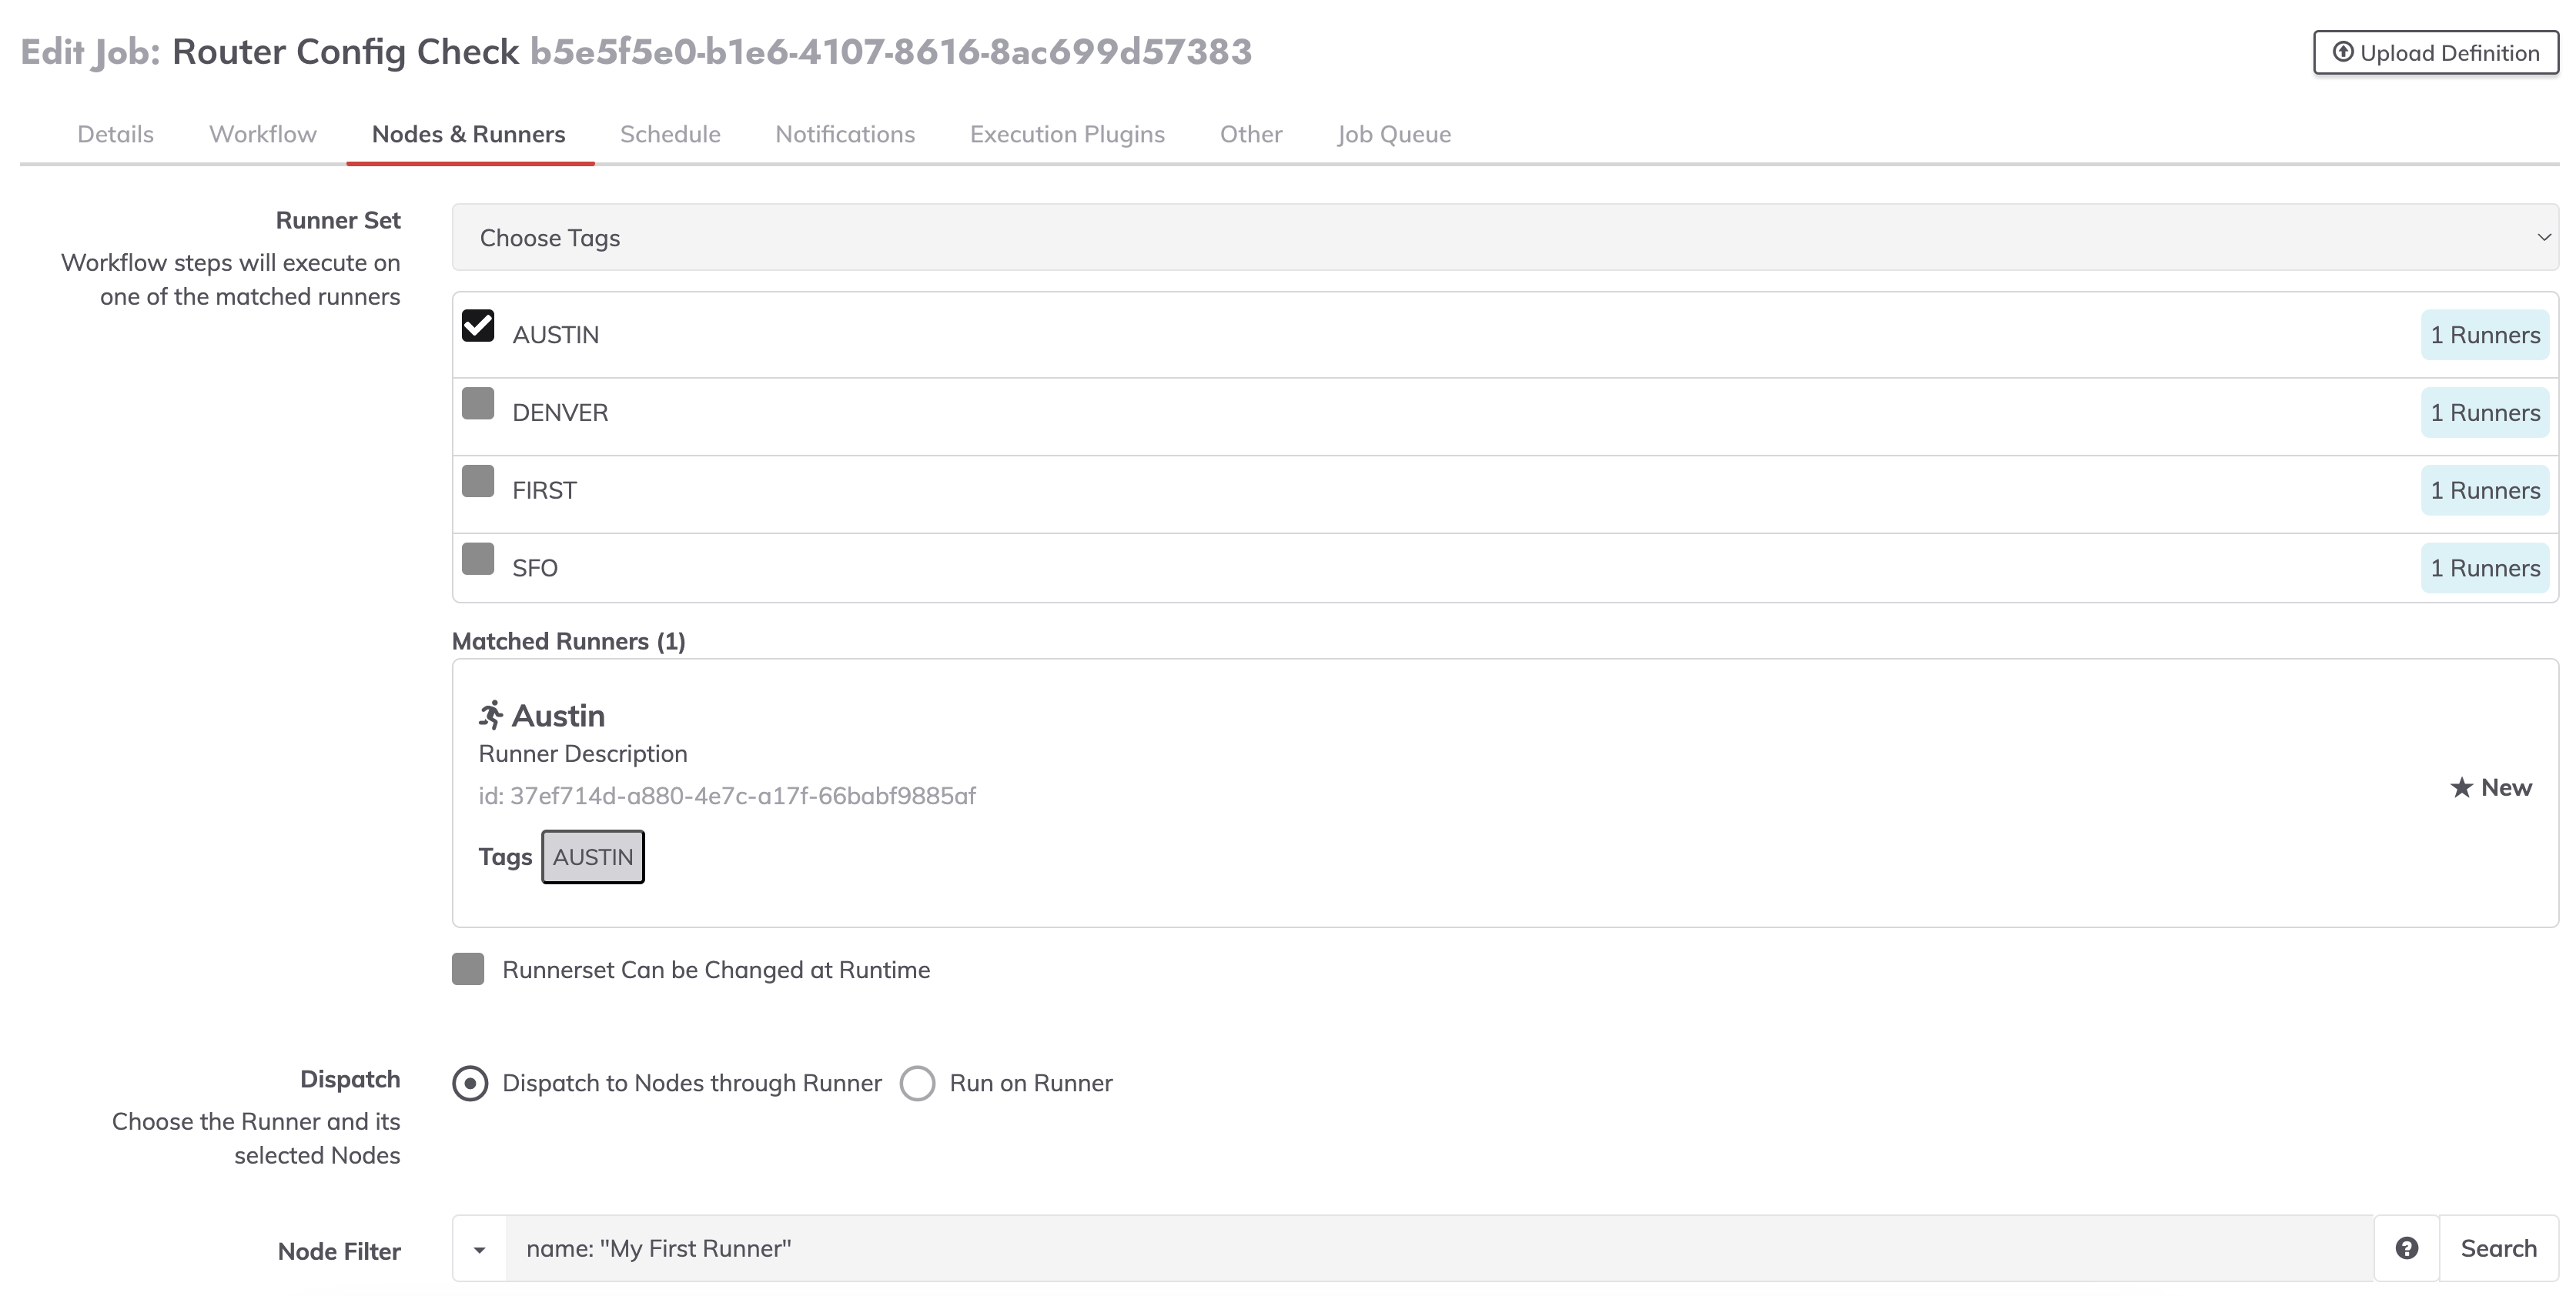 Edit Job: Router Config Check b5e5f5e0-b1e6-4107-8616-8ac699d57383
Upload Definition
Details Workflow Nodes & Runners Schedule Notifications Execution Plugins Other Job Queue
Runner Set
Workflow steps will execute on
one of the matched runners
Choose Tags
AUSTIN 1 Runners
DENVER 1 Runners
FIRST 1 Runners
SFO 1 Runners
Matched Runners (1)
Austin
Runner Description
id: 37ef714d-a880-4e7c-a17f-66babf9885af
New
Tags AUSTIN
Runnerset Can be Changed at Runtime
Dispatch
Choose the Runner and its
selected Nodes
Dispatch to Nodes through Runner Run on Runner
Node Filter
name: "My First Runner"
Search